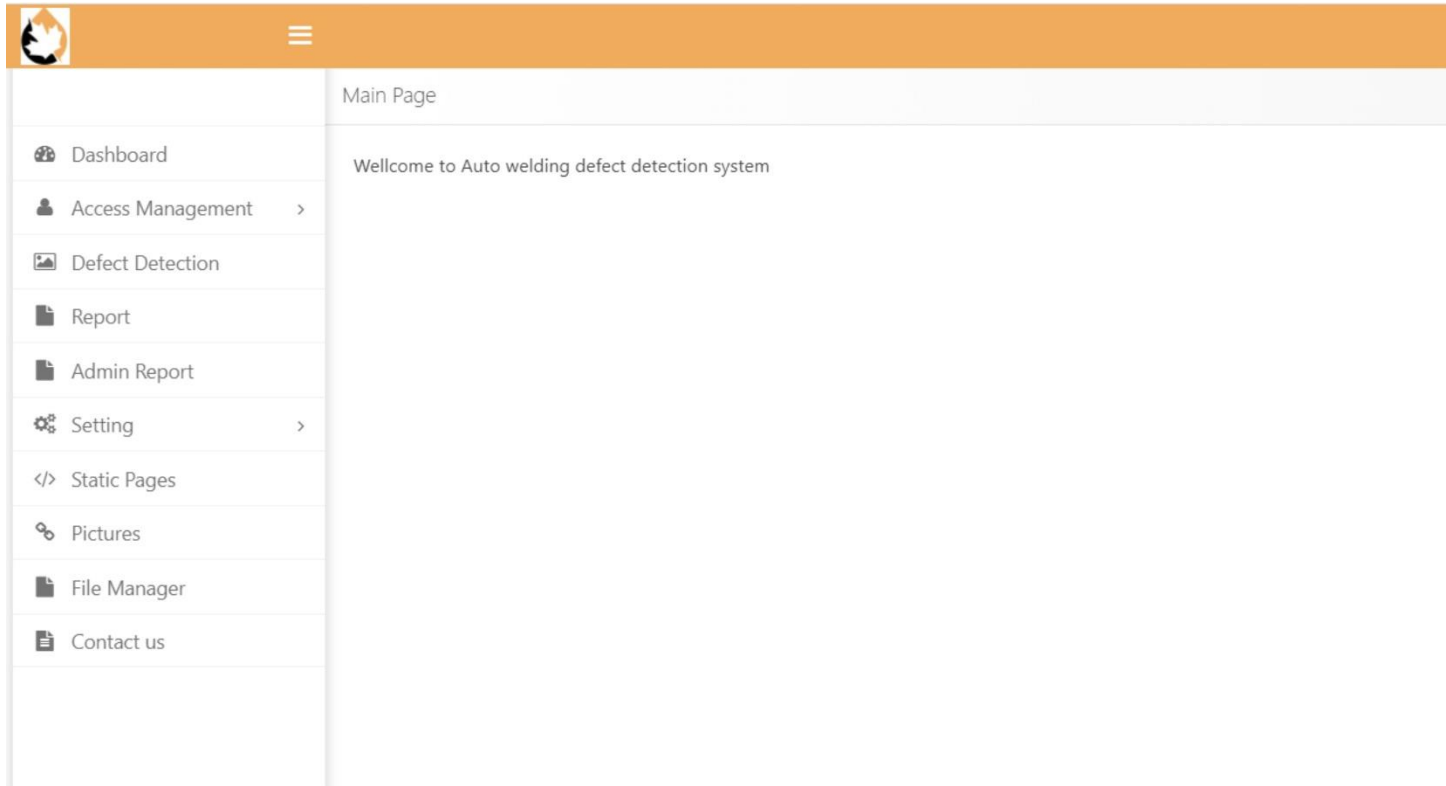 Main Page
Wellcome to Auto welding defect detection system
Dashboard
Access Management
Defect Detection
Report
Admin Report
Setting
Static Pages
Pictures
File Manager
Contact us